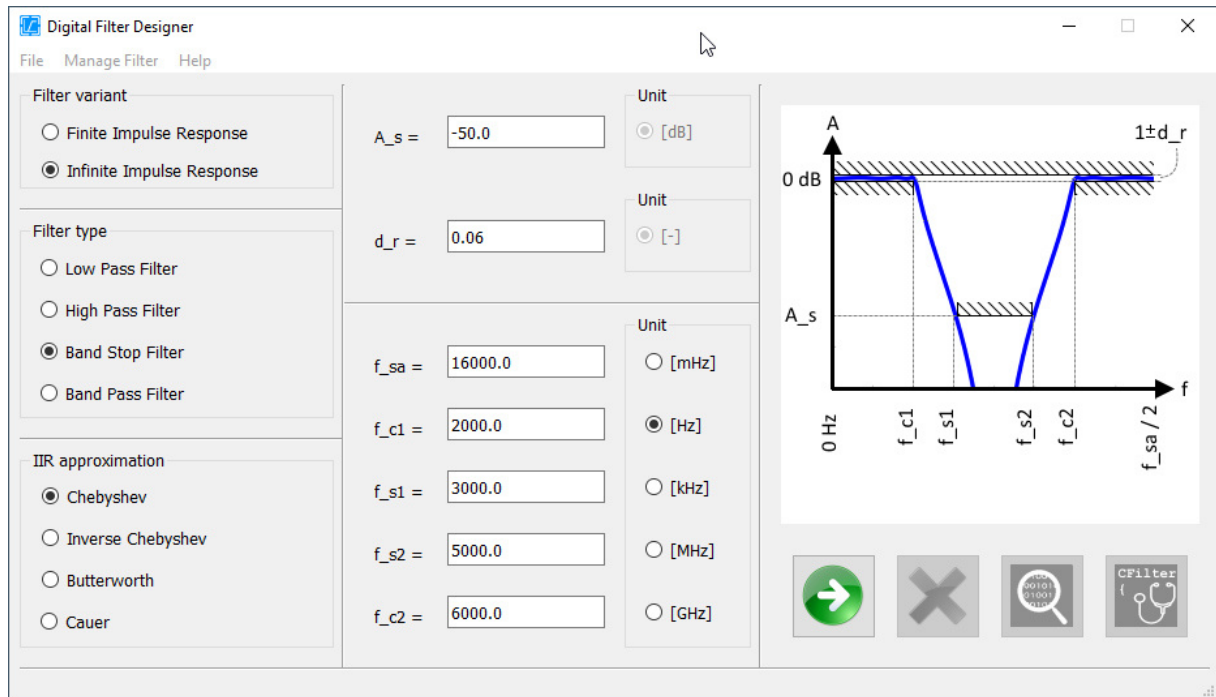 Digital Filter Designer
File Manage Filter Help
Filter variant
Finite Impulse Response
Infinite Impulse Response
Filter type
Low Pass Filter
High Pass Filter
Band Stop Filter
Band Pass Filter
IIR approximation
Chebyshev
Inverse Chebyshev
Butterworth
Cauer
Unit
A_s = -50.0 [dB]
Unit
d_r = 0.06 [-]
Unit
f_sa = 16000.0 [mHz]
f_c1 = 2000.0 [Hz]
f_s1 = 3000.0 [kHz]
f_s2 = 5000.0 [MHz]
f_c2 = 6000.0 [GHz]
A
1±d_r
0 dB
A_s
f
0 Hz
f_c1
f_s1
f_s2
f_c2
f_sa / 2
CFilter
{